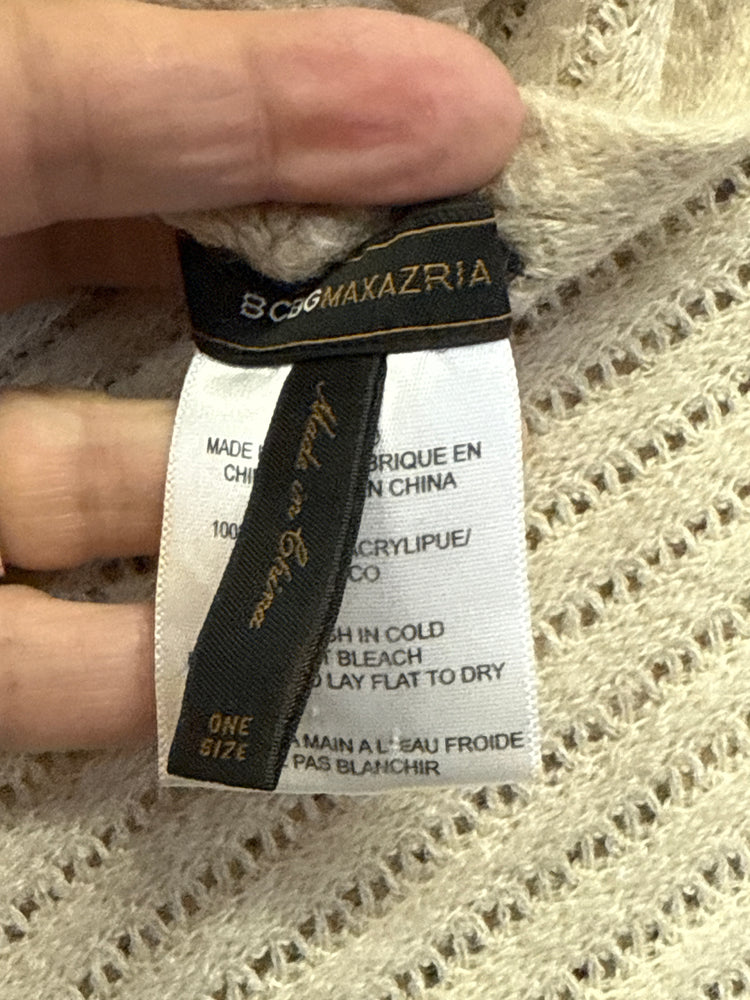 BCBGMAXAZRIA
Made in China
ONE
SIZE
MADE BRIQUE EN
CHI N CHINA
100 ACRYLIPUE/
CO
SH IN COLD
T BLEACH
LAY FLAT TO DRY
A MAIN A L'EAU FROIDE
PAS BLANCHIR